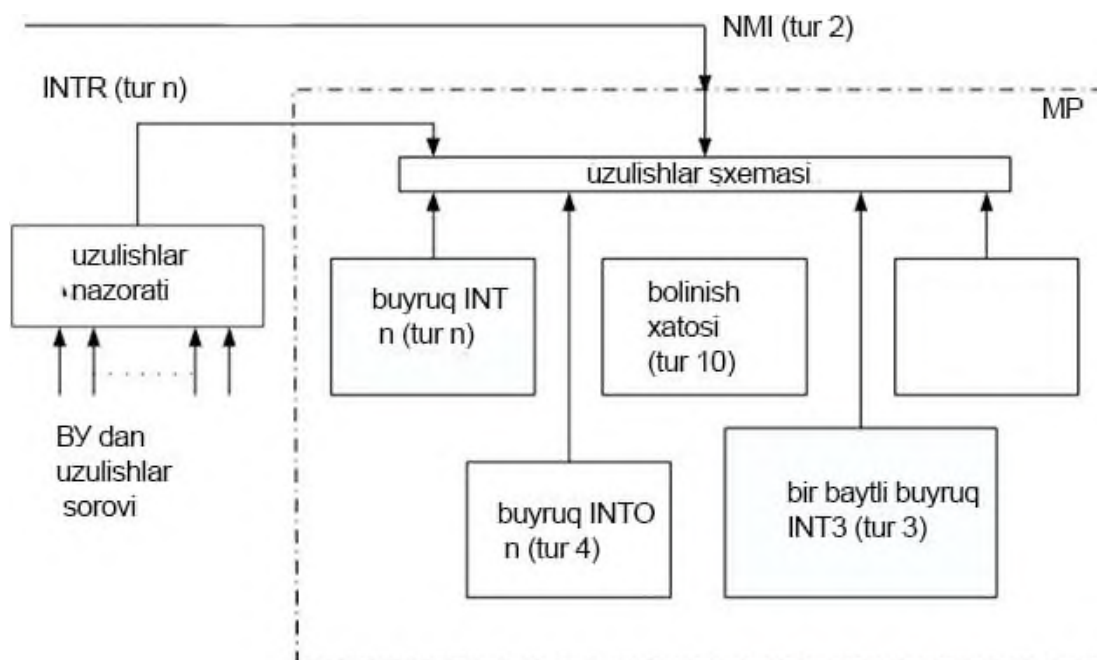 NMI (tur 2)
INTR (tur n)
MP
uzulishlar sxemasi
uzulishlar
nazorati
buyruq INT
n (tur n)
bolinish
xatosi
(tur 10)
ВУ dan
uzulishlar
sorovi
buyruq INTO
n (tur 4)
bir baytli buyruq
INT3 (tur 3)